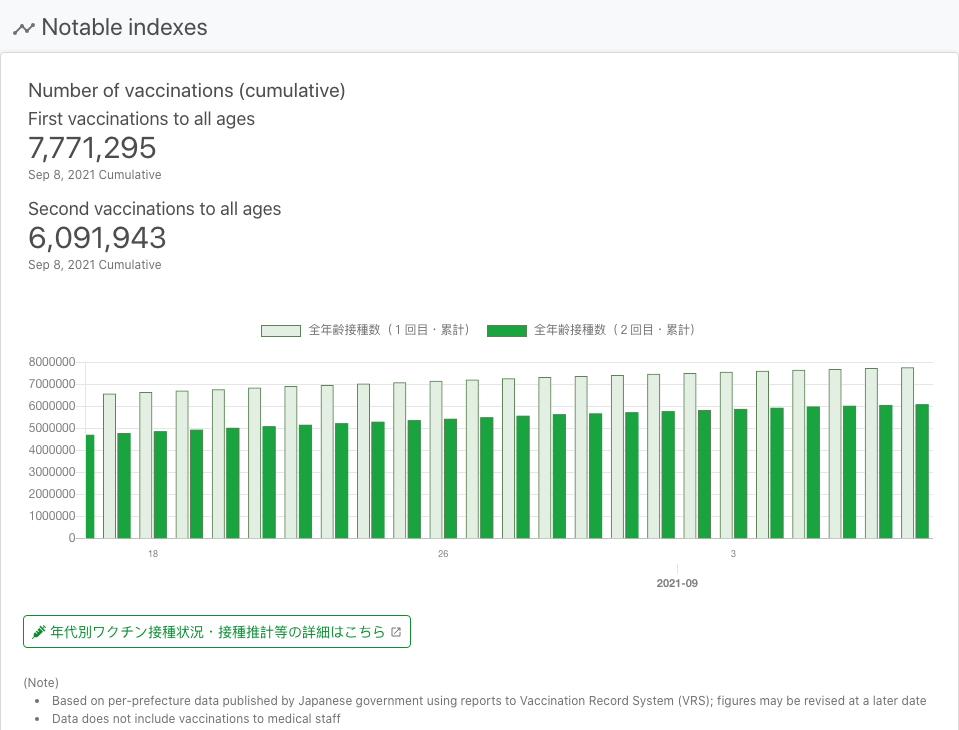 Notable indexes
Number of vaccinations (cumulative)
First vaccinations to all ages
7,771,295
Sep 8, 2021 Cumulative
Second vaccinations to all ages
6,091,943
Sep 8, 2021 Cumulative
全年齢接種数（１回目・累計） 全年齢接種数（２回目・累計）
8000000
7000000
6000000
5000000
4000000
3000000
2000000
1000000
0
18 26 3
2021-09
年代別ワクチン接種状況・接種推計等の詳細はこちら
(Note)
• Based on per-prefecture data published by Japanese government using reports to Vaccination Record System (VRS); figures may be revised at a later date
• Data does not include vaccinations to medical staff